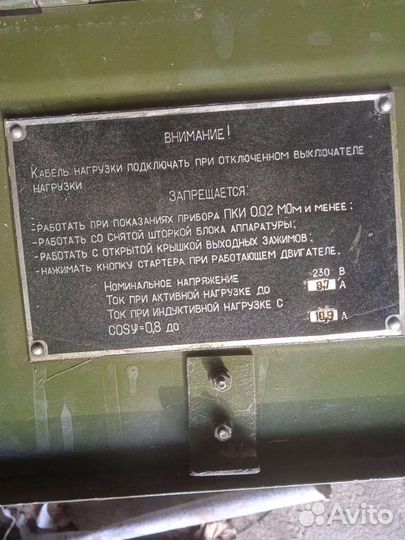 ВНИМАНИЕ!
КАБЕЛЬ НАГРУЗКИ ПОДКЛЮЧАТЬ ПРИ ОТКЛЮЧЕННОМ ВЫКЛЮЧАТЕЛЕ
НАГРУЗКИ
ЗАПРЕЩАЕТСЯ:
-РАБОТАТЬ ПРИ ПОКАЗАНИЯХ ПРИБОРА ПКИ 0,02 МОм И МЕНЕЕ;
-РАБОТАТЬ СО СНЯТОЙ ШТОРКОЙ БЛОКА АППАРАТУРЫ;
-РАБОТАТЬ С ОТКРЫТОЙ КРЫШКОЙ ВЫХОДНЫХ ЗАЖИМОВ;
-НАЖИМАТЬ КНОПКУ СТАРТЕРА ПРИ РАБОТАЮЩЕМ ДВИГАТЕЛЕ.
НОМИНАЛЬНОЕ НАПРЯЖЕНИЕ -230 В
ТОК ПРИ АКТИВНОЙ НАГРУЗКЕ ДО 8,7 А
ТОК ПРИ ИНДУКТИВНОЙ НАГРУЗКЕ С
COSΨ=0,8 ДО 10,9 А
Avito